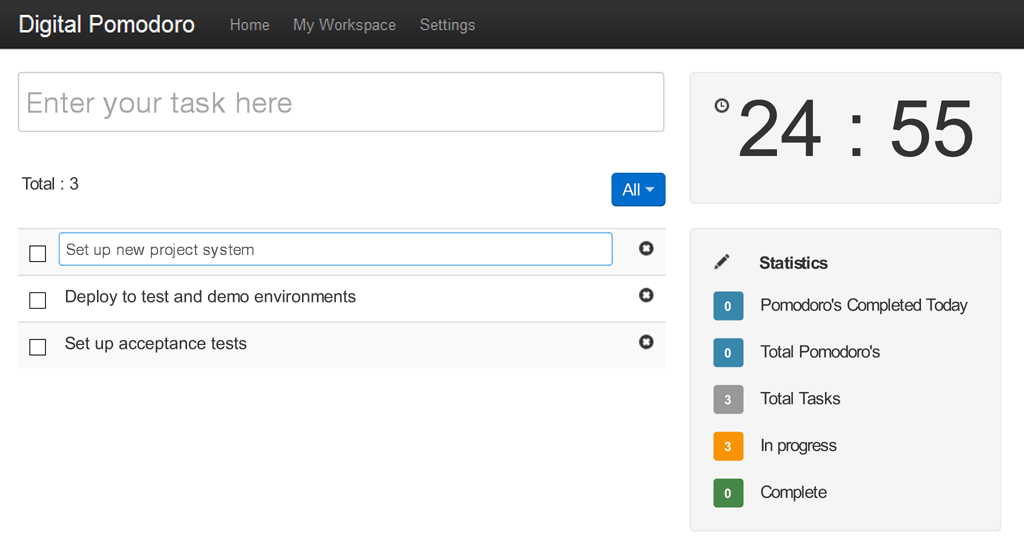 Digital Pomodoro Home My Workspace Settings
Enter your task here
24 : 55
Total : 3
All
Set up new project system
Deploy to test and demo environments
Set up acceptance tests
Statistics
0 Pomodoro's Completed Today
0 Total Pomodoro's
3 Total Tasks
3 In progress
0 Complete